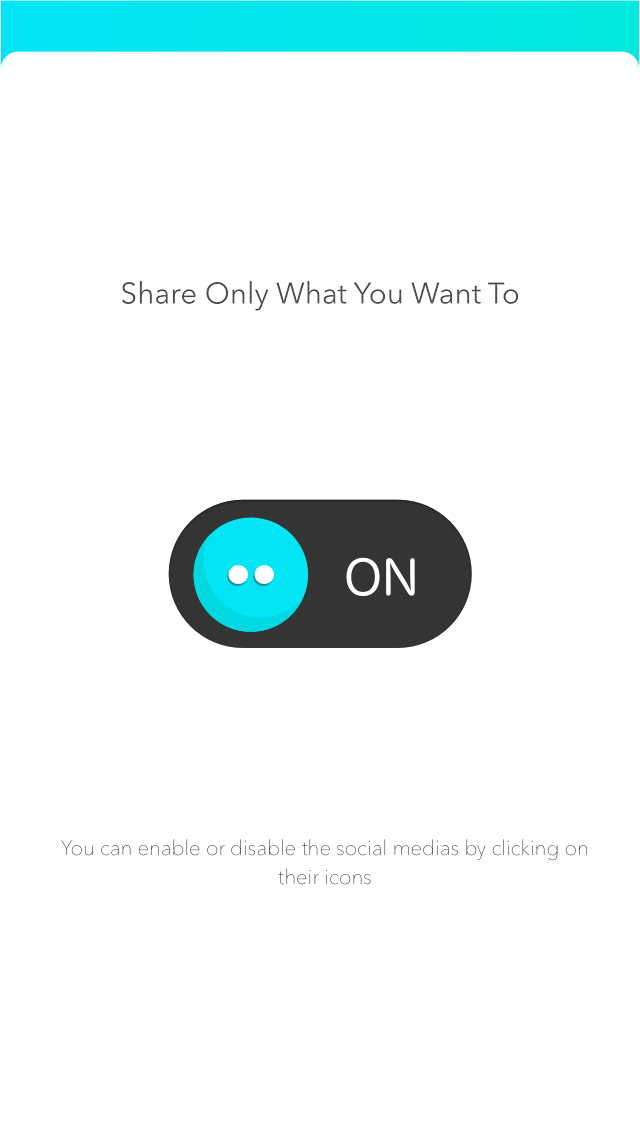 Share Only What You Want To
ON
You can enable or disable the social medias by clicking on
their icons